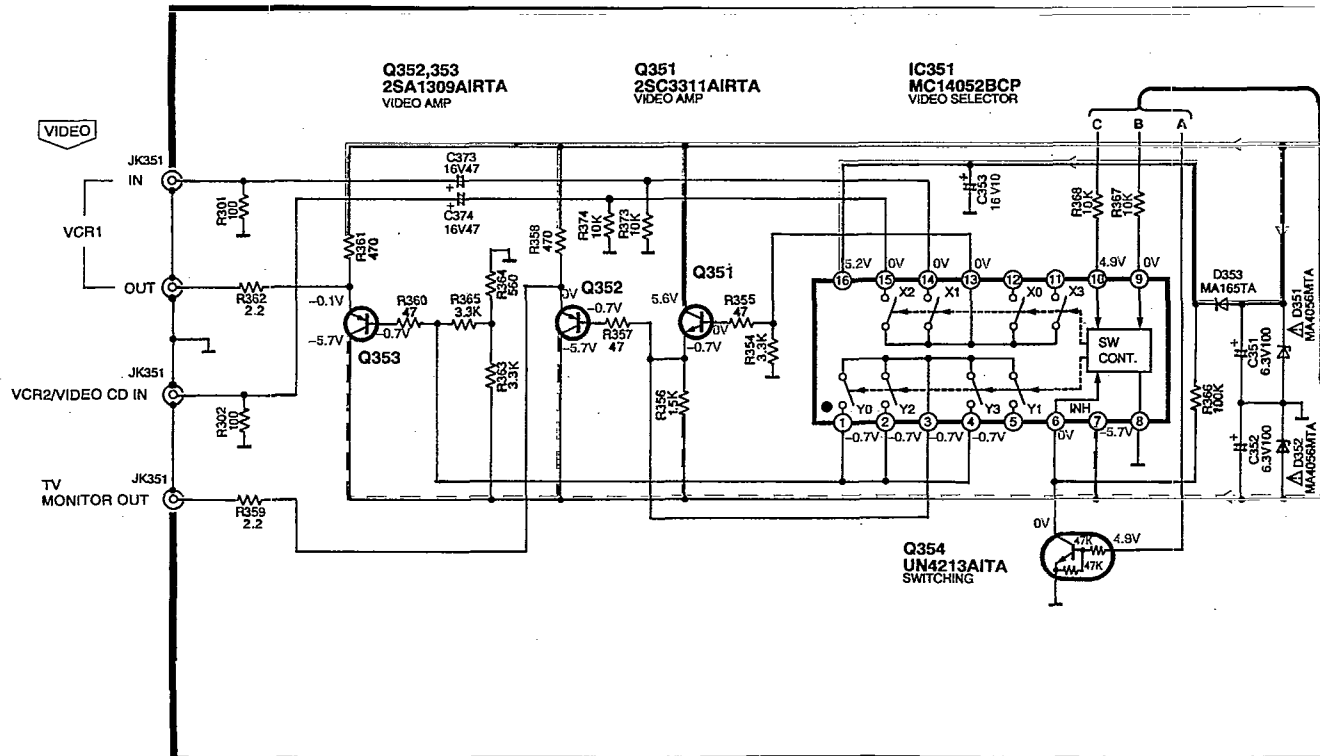 Q352,353
2SA1309AIRTA
VIDEO AMP
Q351
2SC3311AIRTA
VIDEO AMP
IC351
MC14052BCP
VIDEO SELECTOR
C B A
VIDEO
JK351
IN
VCR1
OUT
JK351
VCR2/VIDEO CD IN
TV
MONITOR OUT
JK351
R301
100
R302
100
C373
16V47
C374
16V47
R361
470
R362
2.2
-0.1V
-5.7V
-0.7V
Q353
R360
47
R365
3.3K
R364
560
R363
3.3K
R358
470
R374
10K
R373
10K
Q352
0V
-0.7V
-5.7V
R357
47
Q351
5.6V
0V
-0.7V
R355
47
R354
3.3K
R356
1.5K
R359
2.2
C353
16V10
R368
10K
R367
10K
5.2V 0V 0V 0V 4.9V 0V
16 15 14 13 12 11 10 9
X2 X1 X0 X3
SW
CONT.
Y0 Y2 Y3 Y1 INH
1 2 3 4 5 6 7 8
-0.7V -0.7V -0.7V -0.7V 0V -5.7V
D353
MA165TA
R366
100K
C351
6.3V100
D351
MA4056MTA
C352
6.3V100
D352
MA4056MTA
0V
Q354
UN4213AITA
SWITCHING
47K
47K
4.9V